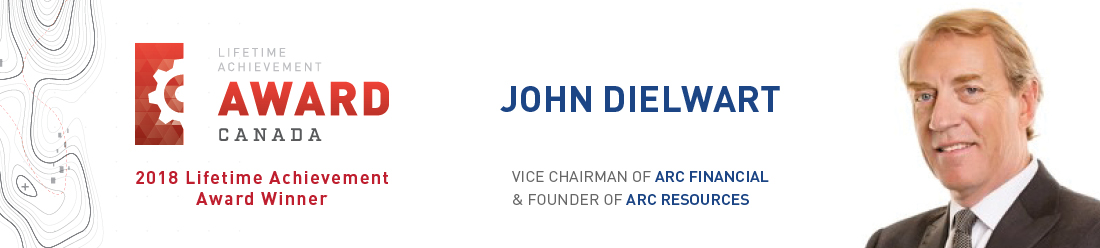 LIFETIME
ACHIEVEMENT
AWARD
CANADA
2018 Lifetime Achievement
Award Winner
JOHN DIELWART
VICE CHAIRMAN OF ARC FINANCIAL
& FOUNDER OF ARC RESOURCES